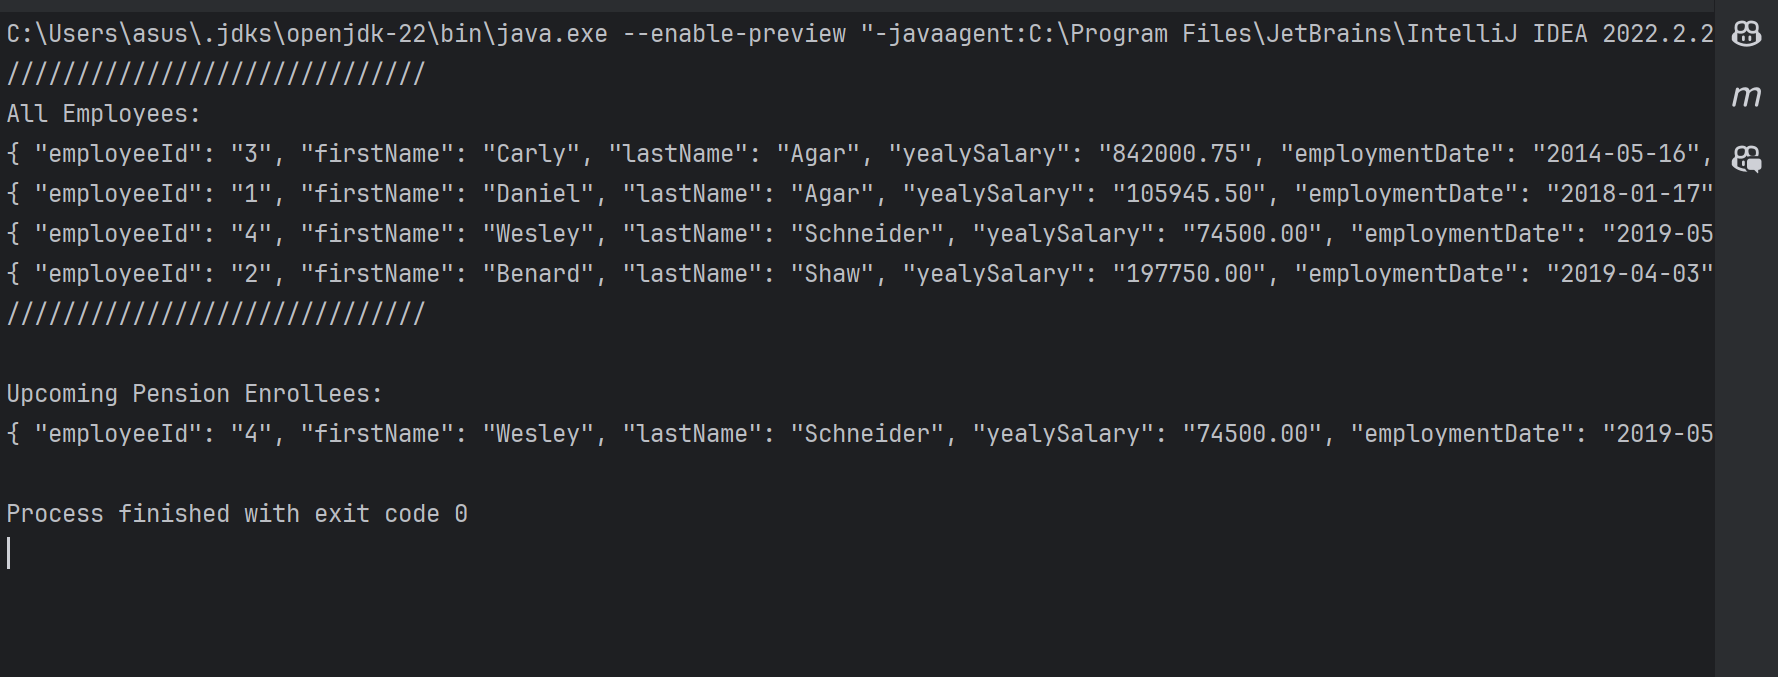 C:\Users\asus\.jdks\openjdk-22\bin\java.exe --enable-preview "-javaagent:C:\Program Files\JetBrains\IntelliJ IDEA 2022.2.2
//////////////////////////////
All Employees:
{ "employeeId": "3", "firstName": "Carly", "lastName": "Agar", "yealySalary": "842000.75", "employmentDate": "2014-05-16",
{ "employeeId": "1", "firstName": "Daniel", "lastName": "Agar", "yealySalary": "105945.50", "employmentDate": "2018-01-17"
{ "employeeId": "4", "firstName": "Wesley", "lastName": "Schneider", "yealySalary": "74500.00", "employmentDate": "2019-05
{ "employeeId": "2", "firstName": "Benard", "lastName": "Shaw", "yealySalary": "197750.00", "employmentDate": "2019-04-03"
//////////////////////////////
Upcoming Pension Enrollees:
{ "employeeId": "4", "firstName": "Wesley", "lastName": "Schneider", "yealySalary": "74500.00", "employmentDate": "2019-05
Process finished with exit code 0
m